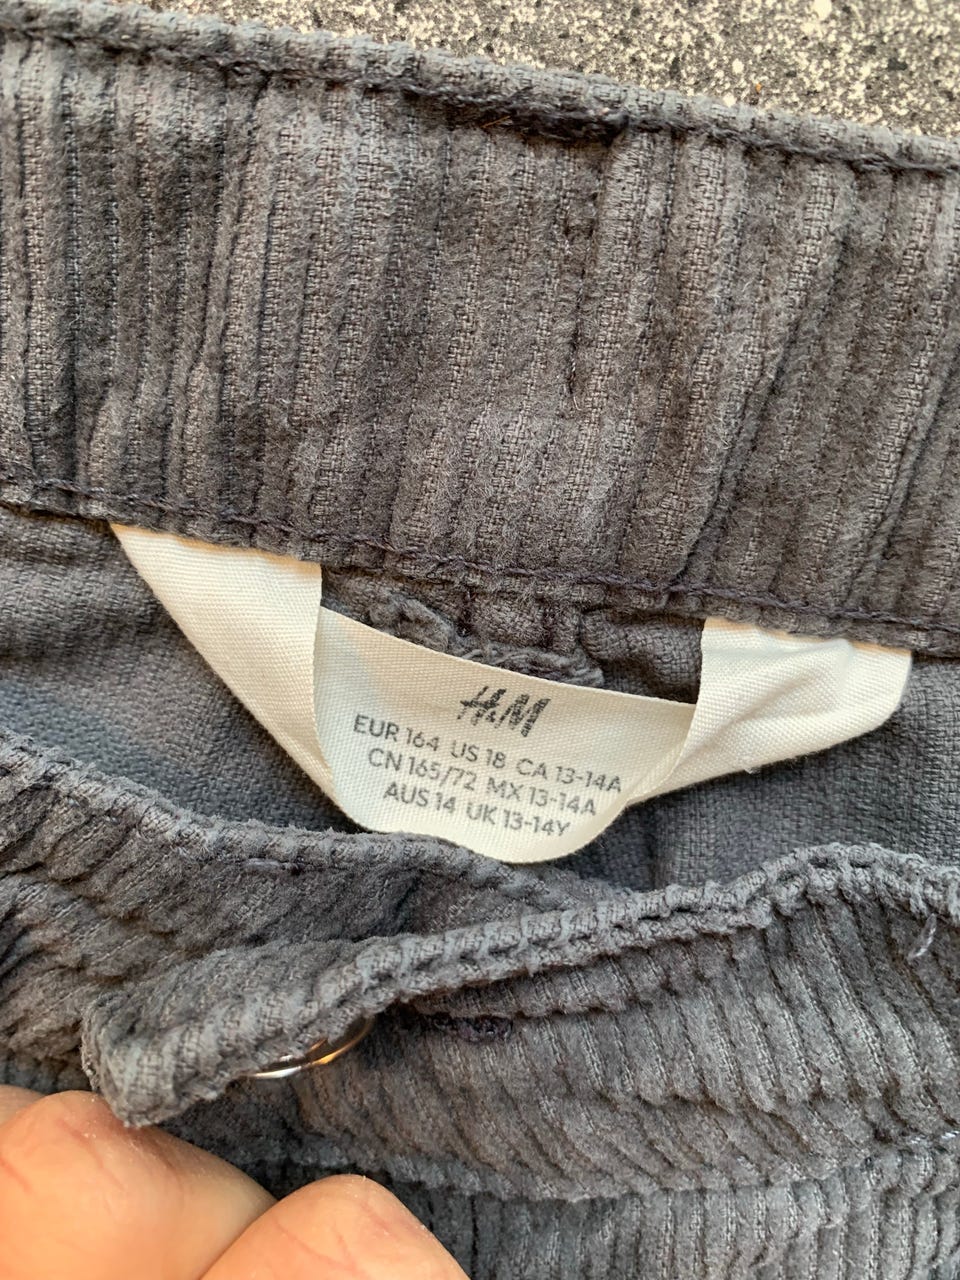 H&M
EUR 164 US 18 CA 13-14A
CN 165/72 MX 13-14A
AUS 14 UK 13-14Y